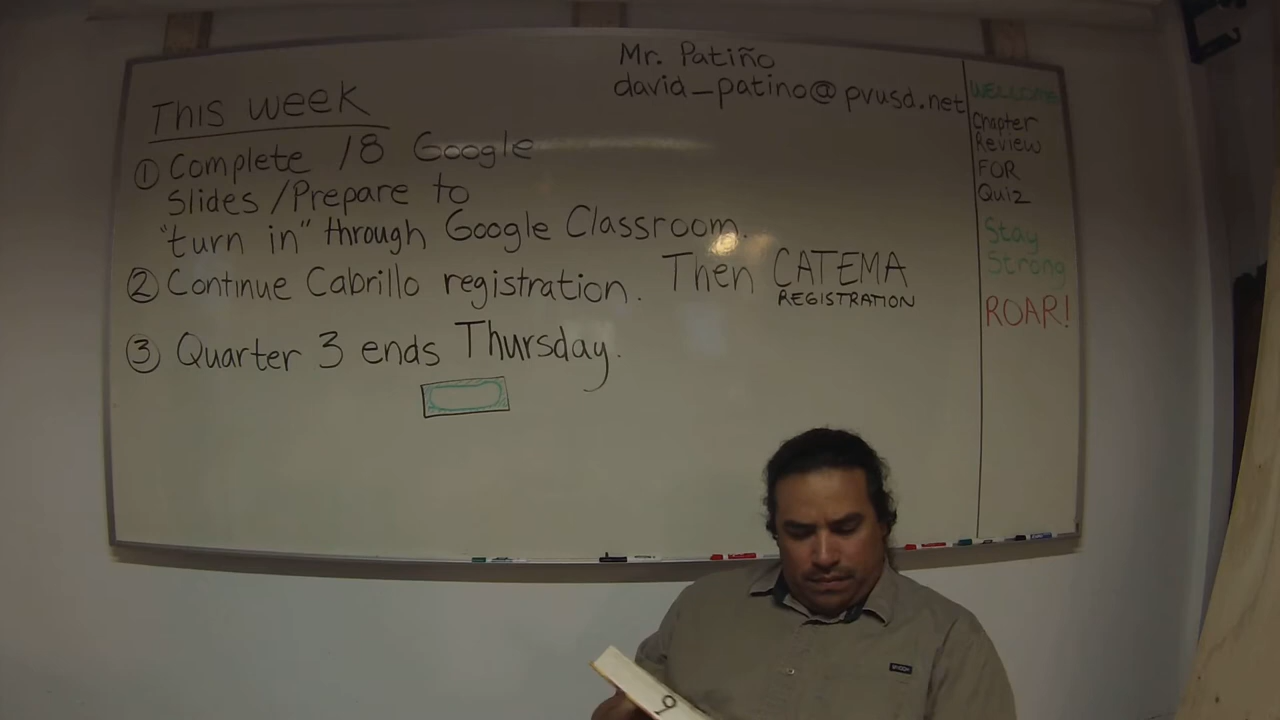 Mr. Patiño
david_patino@pvusd.net
This week
① Complete 18 Google
Slides/Prepare to
"turn in" through Google Classroom.
② Continue Cabrillo registration. Then CATEMA
REGISTRATION
③ Quarter 3 ends Thursday.
WELCOME
Chapter
Review
FOR
Quiz
Stay
Strong
ROAR!
9